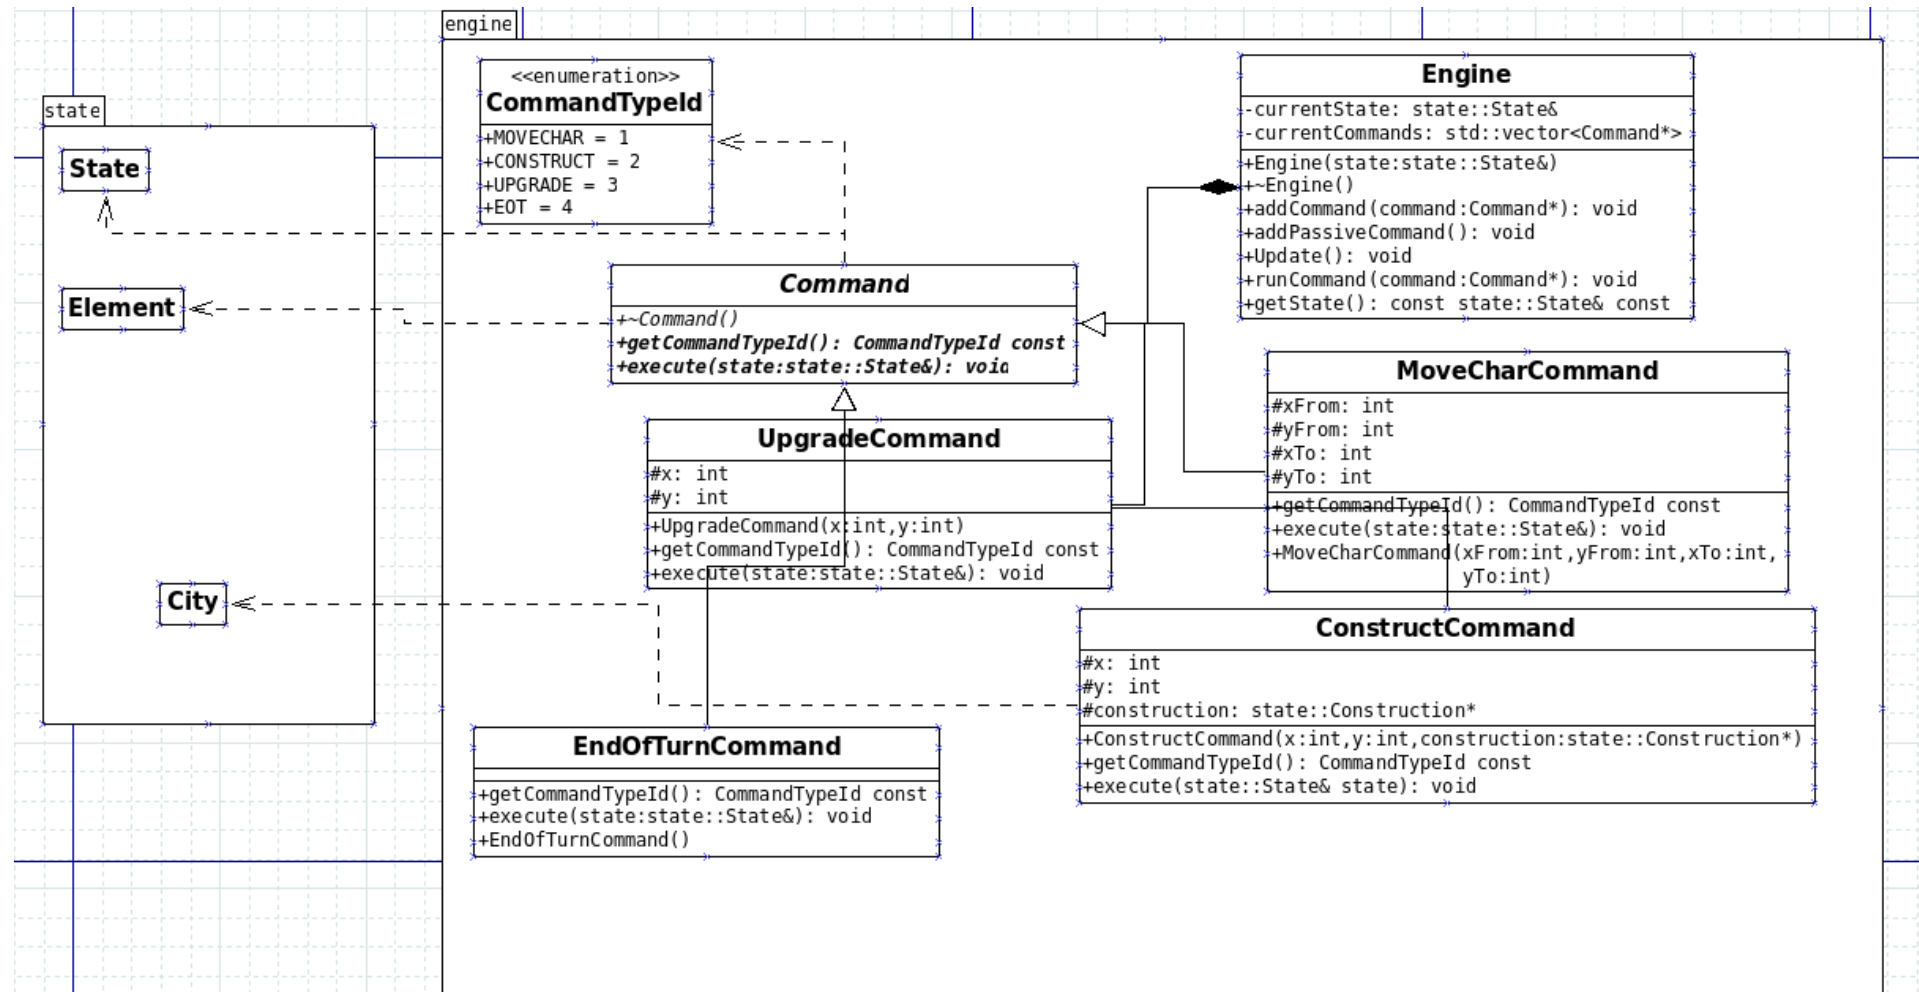 engine
state
State
Element
City
<<enumeration>>
CommandTypeId
+MOVECHAR = 1
+CONSTRUCT = 2
+UPGRADE = 3
+EOT = 4
Engine
-currentState: state::State&
-currentCommands: std::vector<Command*>
+Engine(state:state::State&)
+~Engine()
+addCommand(command:Command*): void
+addPassiveCommand(): void
+Update(): void
+runCommand(command:Command*): void
+getState(): const state::State& const
Command
+~Command()
+getCommandTypeId(): CommandTypeId const
+execute(state:state::State&): void
UpgradeCommand
#x: int
#y: int
+UpgradeCommand(x:int,y:int)
+getCommandTypeId(): CommandTypeId const
+execute(state:state::State&): void
MoveCharCommand
#xFrom: int
#yFrom: int
#xTo: int
#yTo: int
+getCommandTypeId(): CommandTypeId const
+execute(state:state::State&): void
+MoveCharCommand(xFrom:int,yFrom:int,xTo:int,
yTo:int)
ConstructCommand
#x: int
#y: int
#construction: state::Construction*
+ConstructCommand(x:int,y:int,construction:state::Construction*)
+getCommandTypeId(): CommandTypeId const
+execute(state::State& state): void
EndOfTurnCommand
+getCommandTypeId(): CommandTypeId const
+execute(state:state::State&): void
+EndOfTurnCommand()